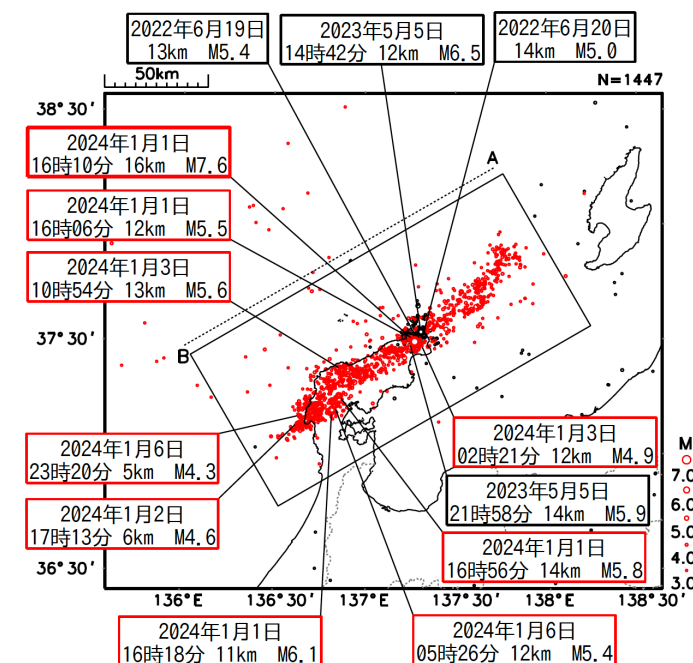 2022年6月19日
13km M5.4
2023年5月5日
14時42分 12km M6.5
2022年6月20日
14km M5.0
50km
N=1447
38°30′
2024年1月1日
16時10分 16km M7.6
A
2024年1月1日
16時06分 12km M5.5
2024年1月3日
10時54分 13km M5.6
37°30′
B
2024年1月6日
23時20分 5km M4.3
2024年1月3日
02時21分 12km M4.9
M
7.0
2023年5月5日
21時58分 14km M5.9
6.0
2024年1月2日
17時13分 6km M4.6
5.0
2024年1月1日
16時56分 14km M5.8
4.0
36°30′
3.0
136°E
136°30′
137°E
137°30′
138°E
138°30′
2024年1月1日
16時18分 11km M6.1
2024年1月6日
05時26分 12km M5.4